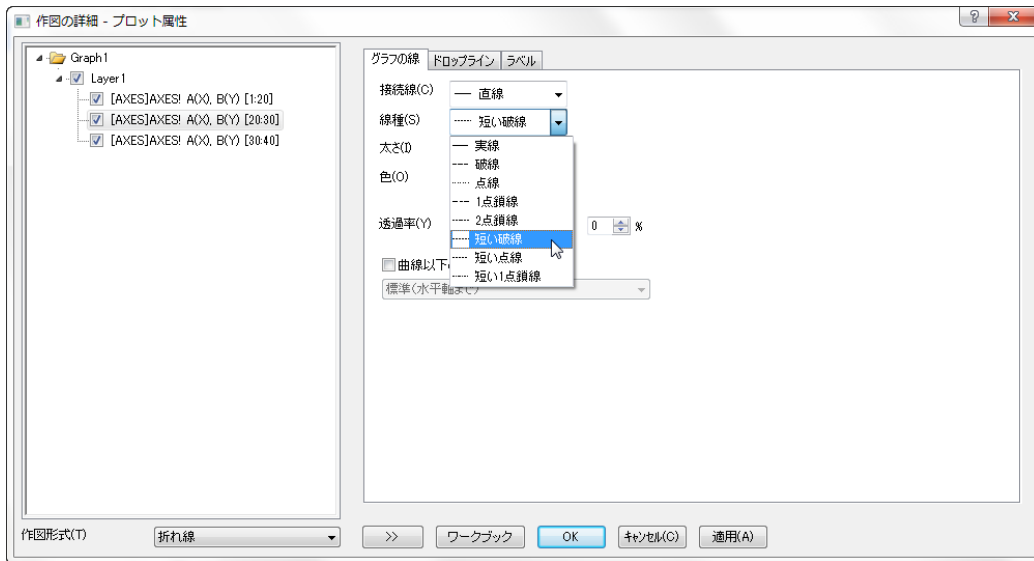 作図の詳細 - プロット属性
Graph1
Layer1
[AXES]AXES! A(X), B(Y) [1:20]
[AXES]AXES! A(X), B(Y) [20:30]
[AXES]AXES! A(X), B(Y) [30:40]
グラフの線 ドロップライン ラベル
接続線(C) 直線
線種(S) 短い破線
太さ(I) 実線
破線
色(O) 点線
1点鎖線
透過率(Y) 2点鎖線 0 %
短い破線
曲線以下 短い点線
短い1点鎖線
標準(水平軸まで)
作図形式(T) 折れ線 >> ワークブック OK キャンセル(C) 適用(A)